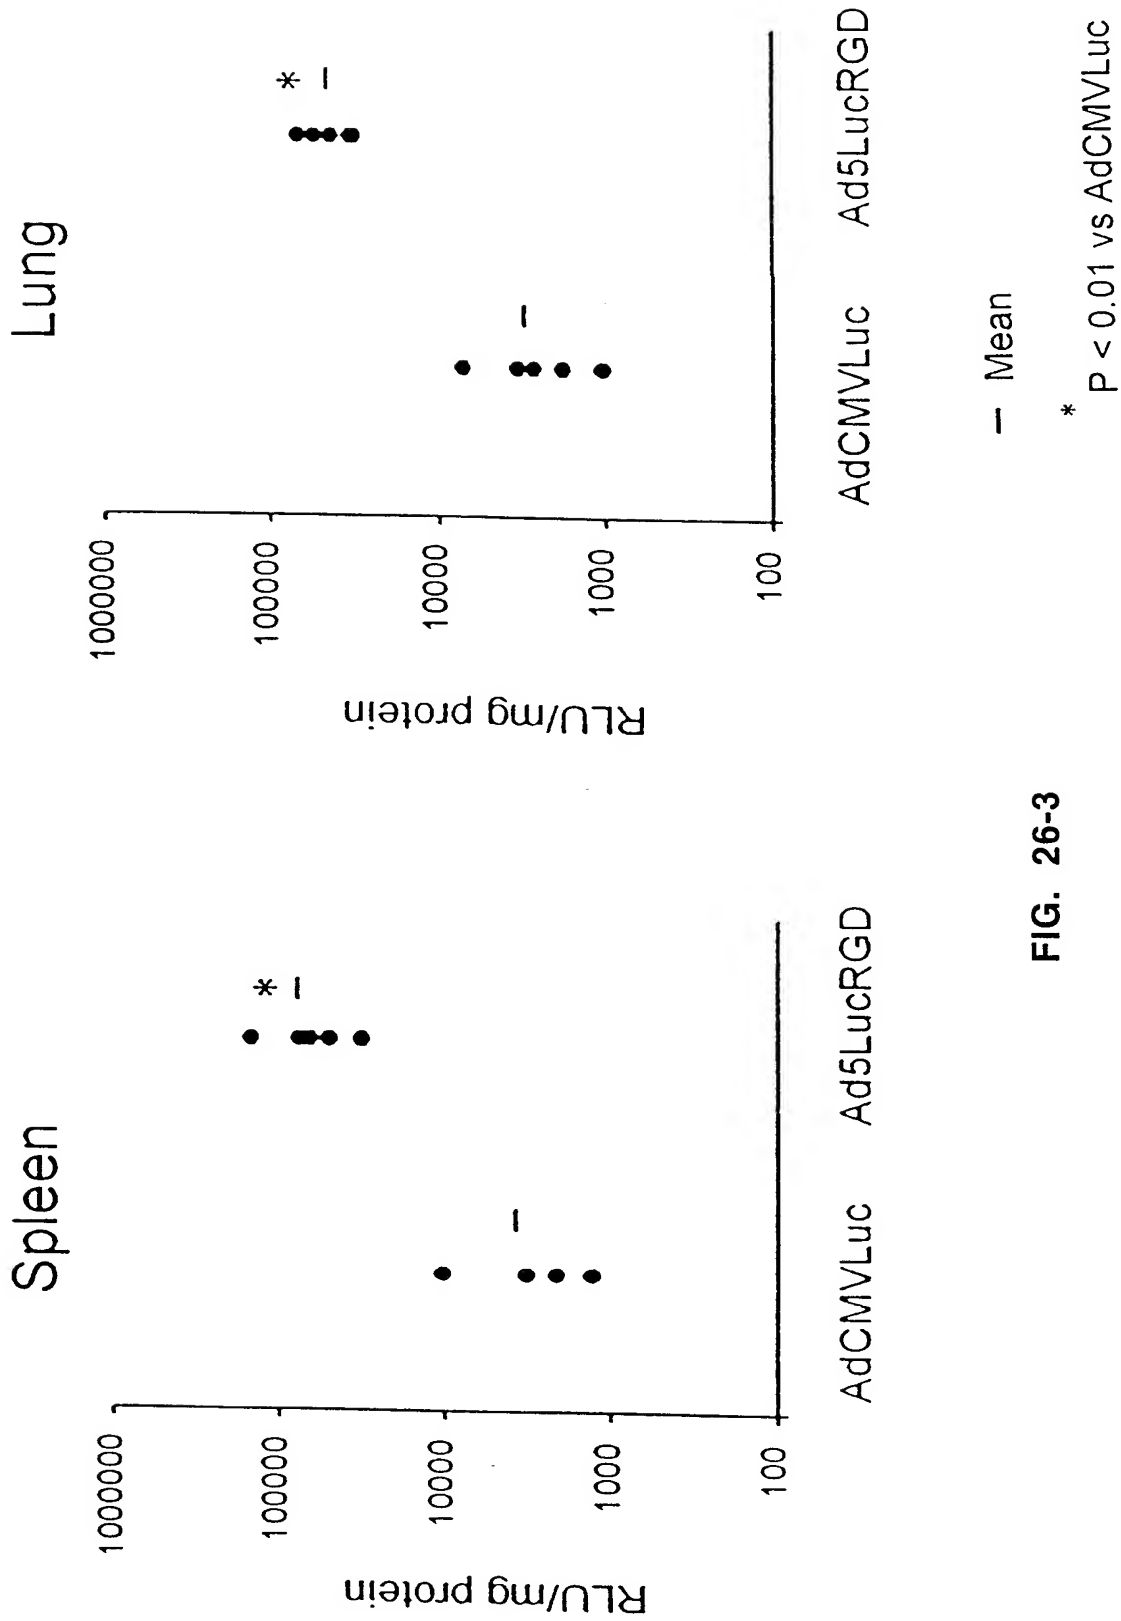 Spleen
RLU/mg protein
1000000
100000
10000
1000
100
AdCMVLuc
Ad5LucRGD
*
Lung
RLU/mg protein
1000000
100000
10000
1000
100
AdCMVLuc
Ad5LucRGD
*
– Mean
* P < 0.01 vs AdCMVLuc
FIG. 26-3